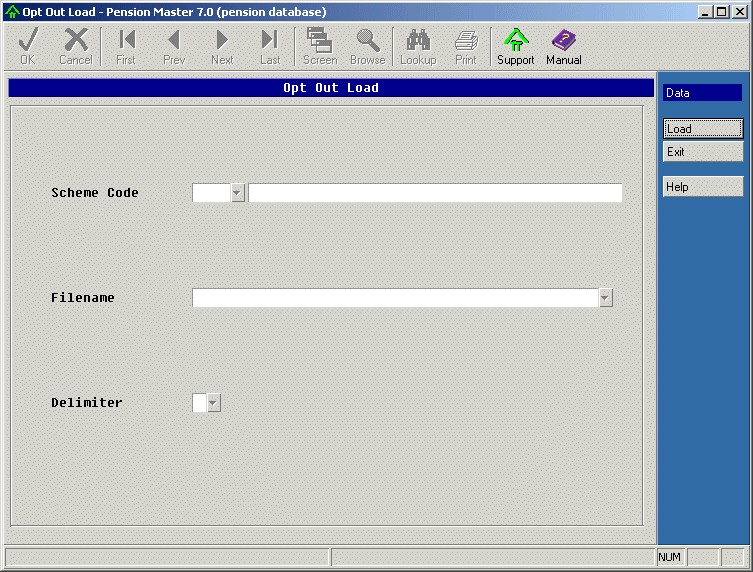 Opt Out Load - Pension Master 7.0 (pension database)
OK Cancel First Prev Next Last Screen Browse Lookup Print Support Manual
Opt Out Load
Data
Load
Exit
Help
Scheme Code
Filename
Delimiter
NUM